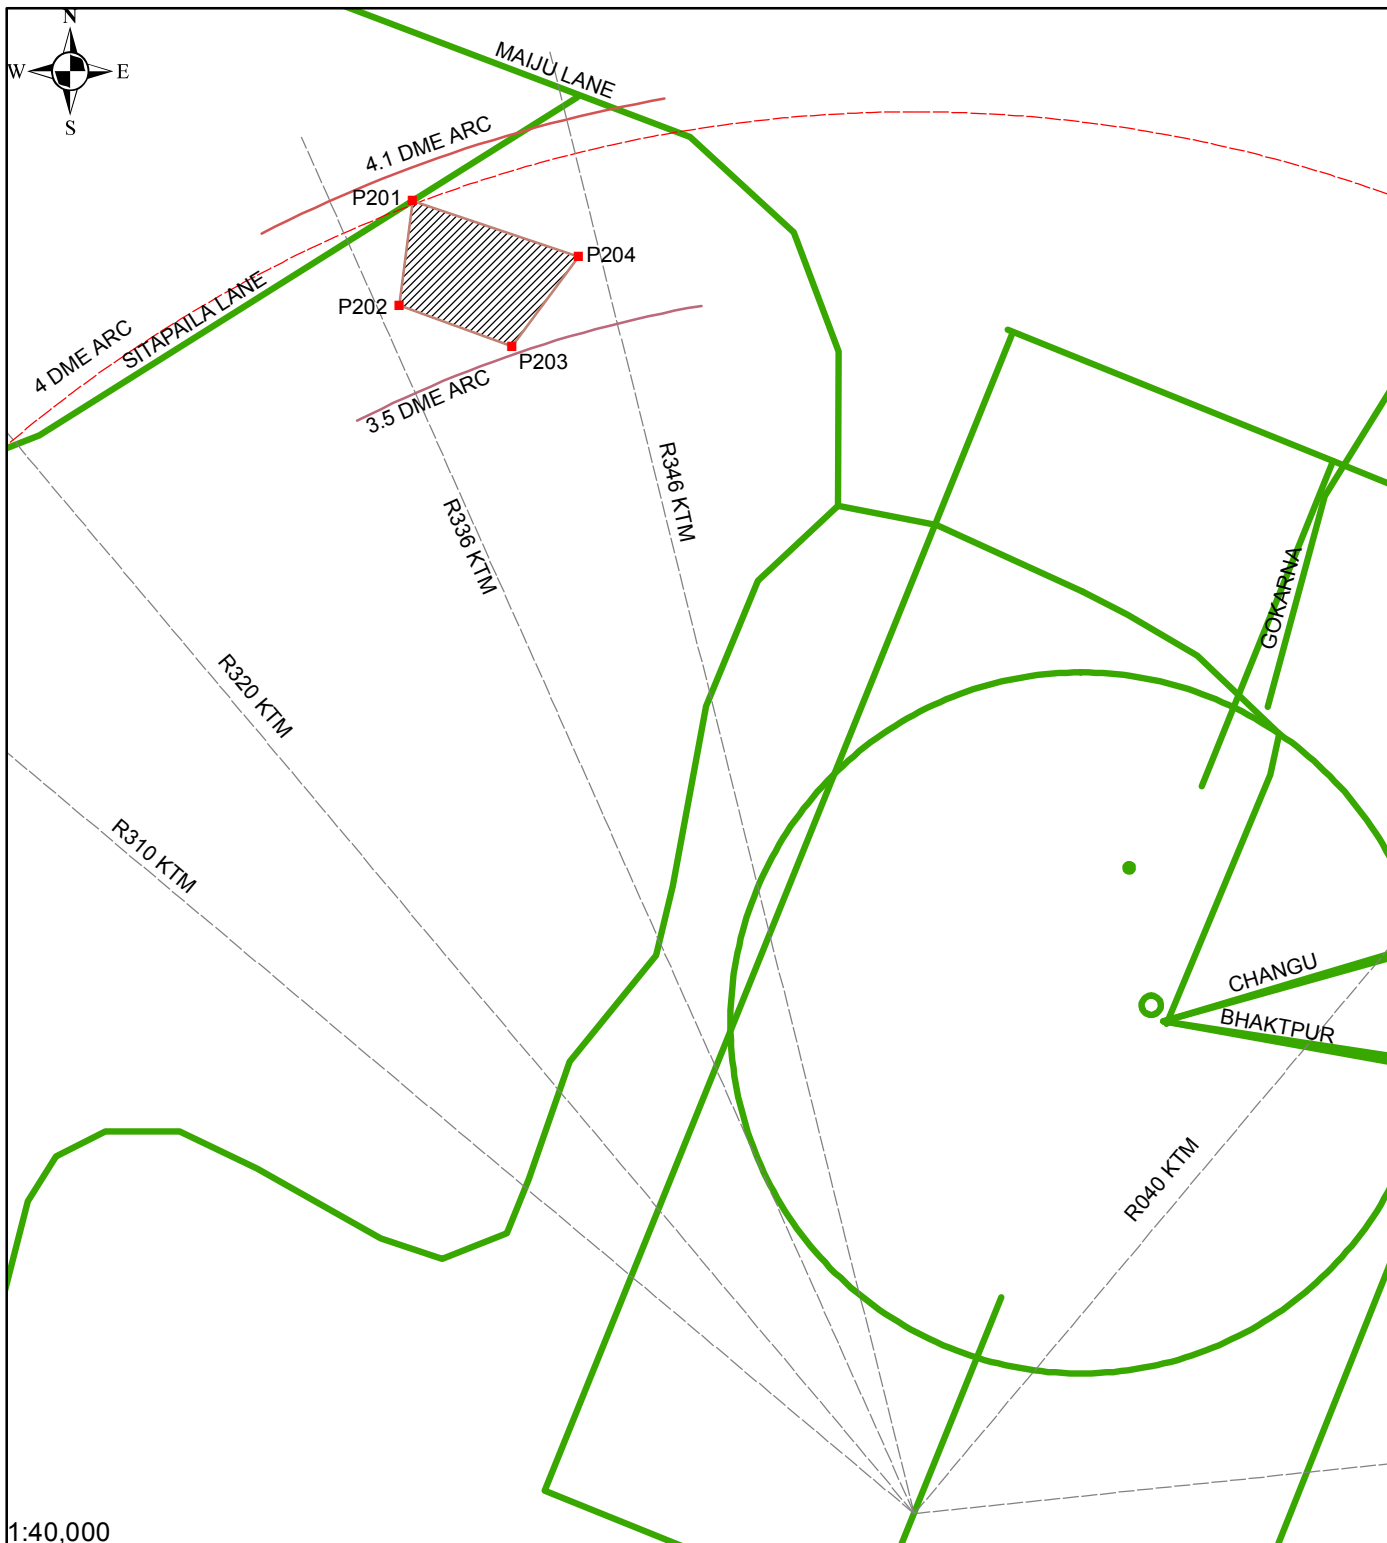 N
W E
S
MAIJU LANE
4.1 DME ARC
P201
P204
P202
SITAPAILA LANE
4 DME ARC
P203
3.5 DME ARC
R346 KTM
R336 KTM
GOKARNA
R320 KTM
R310 KTM
CHANGU
BHAKTPUR
R040 KTM
1:40,000